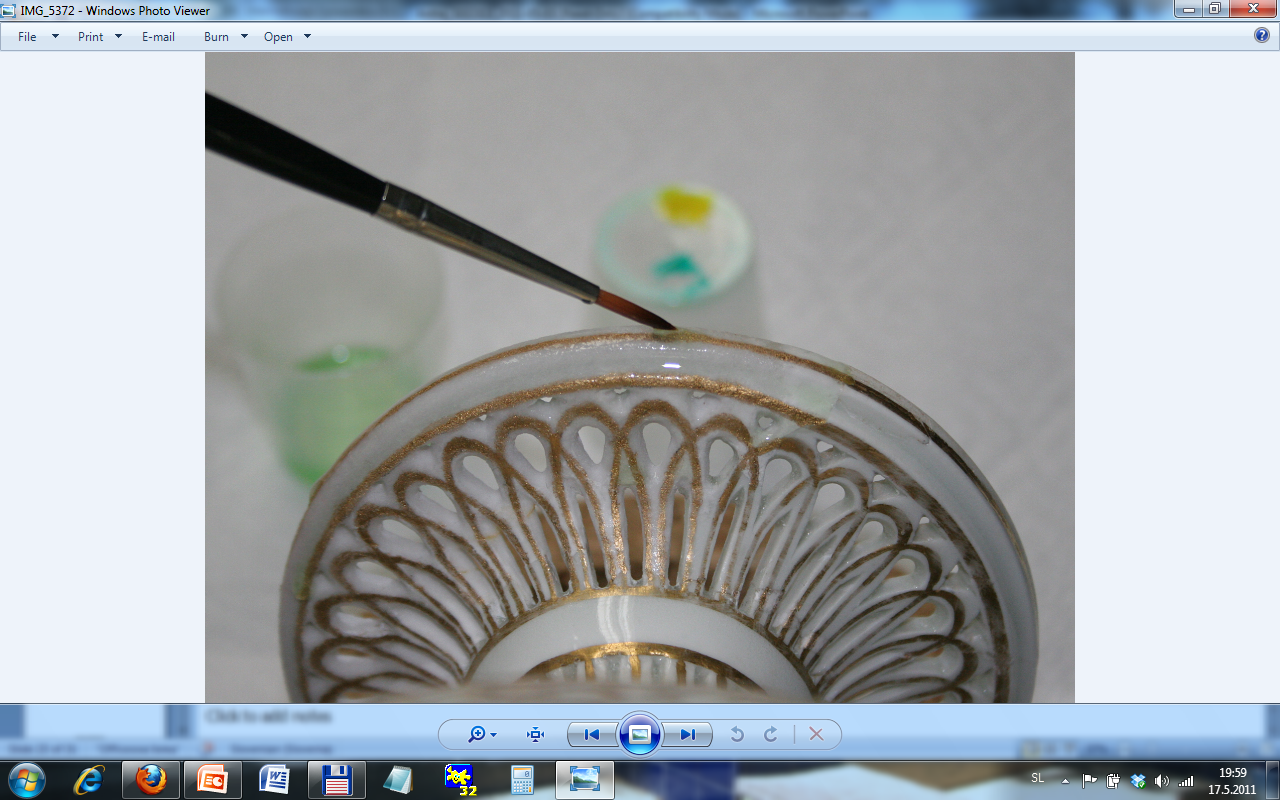 IMG_5372 - Windows Photo Viewer
File Print E-mail Burn Open
Click to add notes
32
SL
19:59
17.5.2011